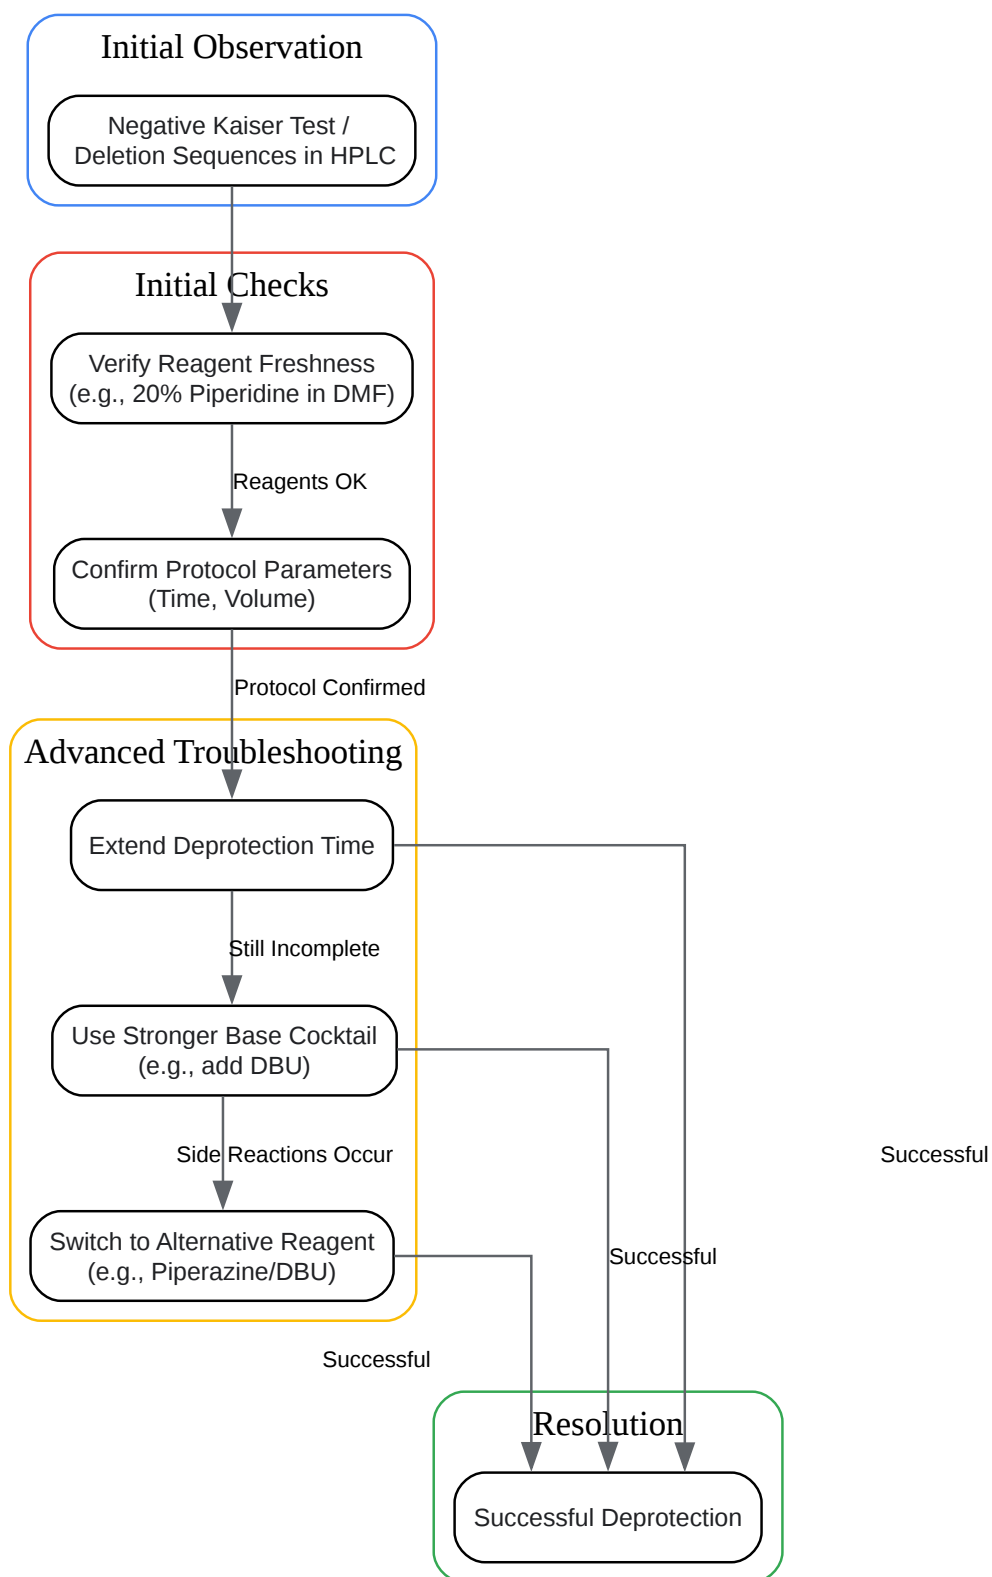 Initial Observation
Negative Kaiser Test /
Deletion Sequences in HPLC
Initial Checks
Verify Reagent Freshness
(e.g., 20% Piperidine in DMF)
Reagents OK
Confirm Protocol Parameters
(Time, Volume)
Protocol Confirmed
Advanced Troubleshooting
Extend Deprotection Time
Still Incomplete
Use Stronger Base Cocktail
(e.g., add DBU)
Side Reactions Occur
Successful
Switch to Alternative Reagent
(e.g., Piperazine/DBU)
Successful
Successful
Resolution
Successful Deprotection